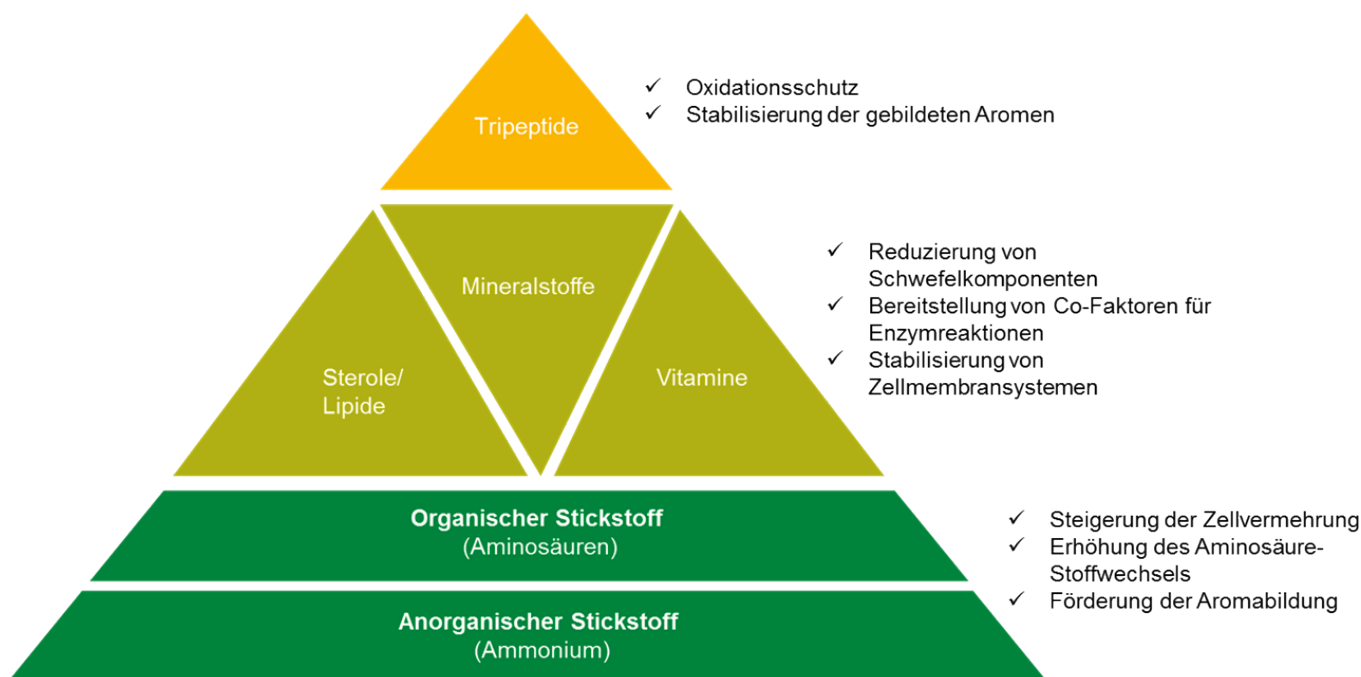 Tripeptide
✓ Oxidationsschutz
✓ Stabilisierung der gebildeten Aromen
Mineralstoffe
Sterole/
Lipide
Vitamine
✓ Reduzierung von
Schwefelkomponenten
✓ Bereitstellung von Co-Faktoren für
Enzymreaktionen
✓ Stabilisierung von
Zellmembransystemen
Organischer Stickstoff
(Aminosäuren)
Anorganischer Stickstoff
(Ammonium)
✓ Steigerung der Zellvermehrung
✓ Erhöhung des Aminosäure-
Stoffwechsels
✓ Förderung der Aromabildung